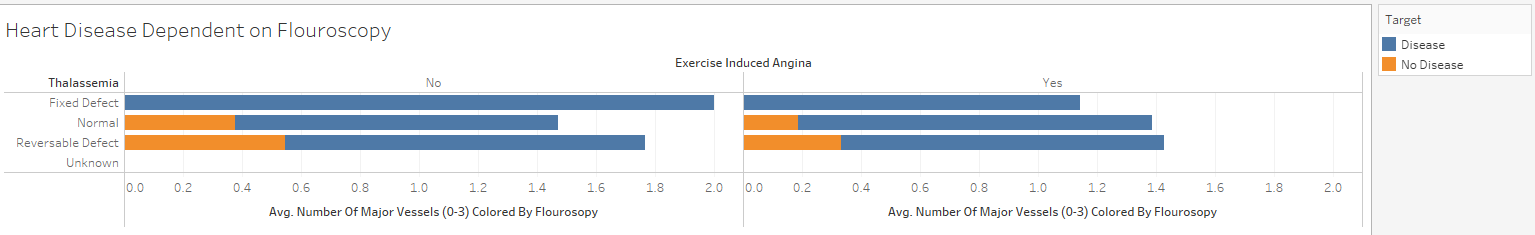 Heart Disease Dependent on Flouroscopy
Target
Disease
No Disease
Exercise Induced Angina
Thalassemia No Yes
Fixed Defect
Normal
Reversable Defect
Unknown
0.0 0.2 0.4 0.6 0.8 1.0 1.2 1.4 1.6 1.8 2.0 0.0 0.2 0.4 0.6 0.8 1.0 1.2 1.4 1.6 1.8 2.0
Avg. Number Of Major Vessels (0-3) Colored By Flourosopy Avg. Number Of Major Vessels (0-3) Colored By Flourosopy